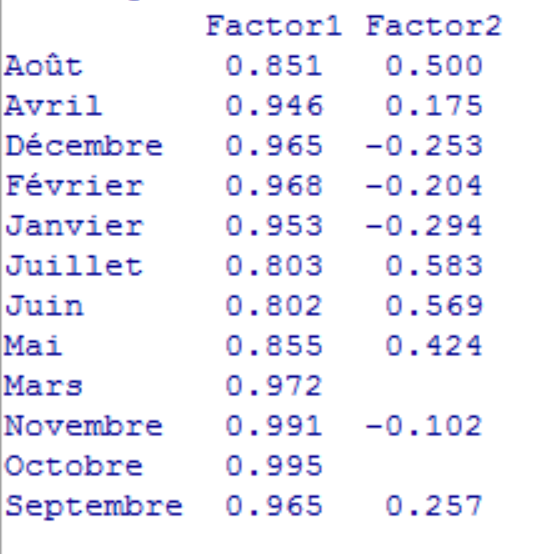 Factor1 Factor2
Août 0.851 0.500
Avril 0.946 0.175
Décembre 0.965 -0.253
Février 0.968 -0.204
Janvier 0.953 -0.294
Juillet 0.803 0.583
Juin 0.802 0.569
Mai 0.855 0.424
Mars 0.972
Novembre 0.991 -0.102
Octobre 0.995
Septembre 0.965 0.257